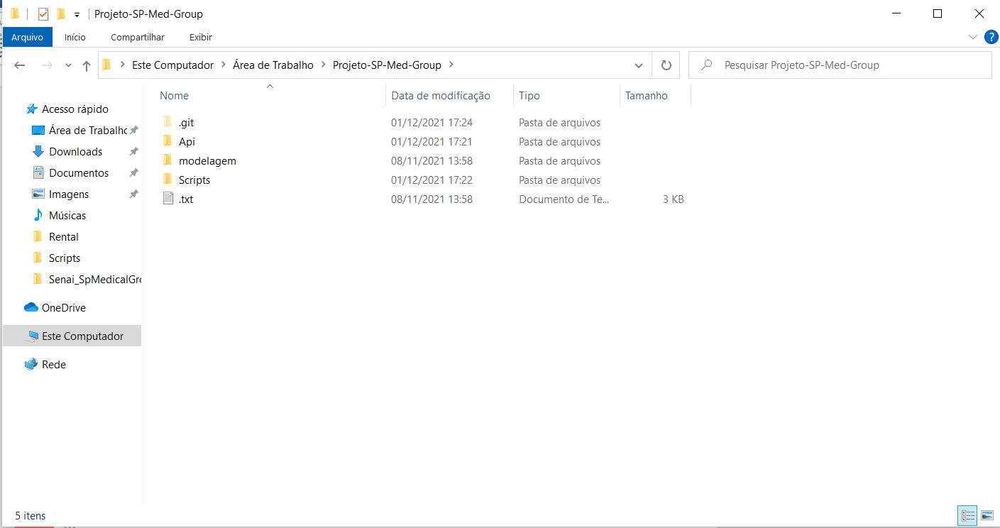 Projeto-SP-Med-Group
Arquivo Início Compartilhar Exibir ?
Este Computador Área de Trabalho Projeto-SP-Med-Group Pesquisar Projeto-SP-Med-Group
Nome Data de modificação Tipo Tamanho
Acesso rápido
Área de Trabalho
Downloads
Documentos
Imagens
Músicas
Rental
Scripts
Senai_SpMedicalGro
OneDrive
Este Computador
Rede
.git 01/12/2021 17:24 Pasta de arquivos
Api 01/12/2021 17:21 Pasta de arquivos
modelagem 08/11/2021 13:58 Pasta de arquivos
Scripts 01/12/2021 17:22 Pasta de arquivos
.txt 08/11/2021 13:58 Documento de Te... 3 KB
5 itens